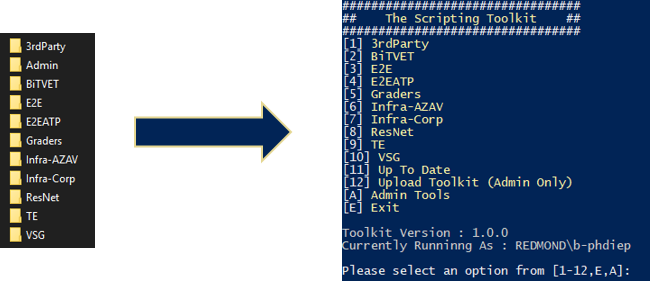 3rdParty
Admin
BiTVET
E2E
E2EATP
Graders
Infra-AZAV
Infra-Corp
ResNet
TE
VSG
################################
##    The Scripting Toolkit    ##
################################
[1] 3rdParty
[2] BiTVET
[3] E2E
[4] E2EATP
[5] Graders
[6] Infra-AZAV
[7] Infra-Corp
[8] ResNet
[9] TE
[10] VSG
[11] Up To Date
[12] Upload Toolkit (Admin Only)
[A] Admin Tools
[E] Exit
Toolkit Version : 1.0.0
Currently Runninng As : REDMOND\b-phdiep
Please select an option from [1-12,E,A]: